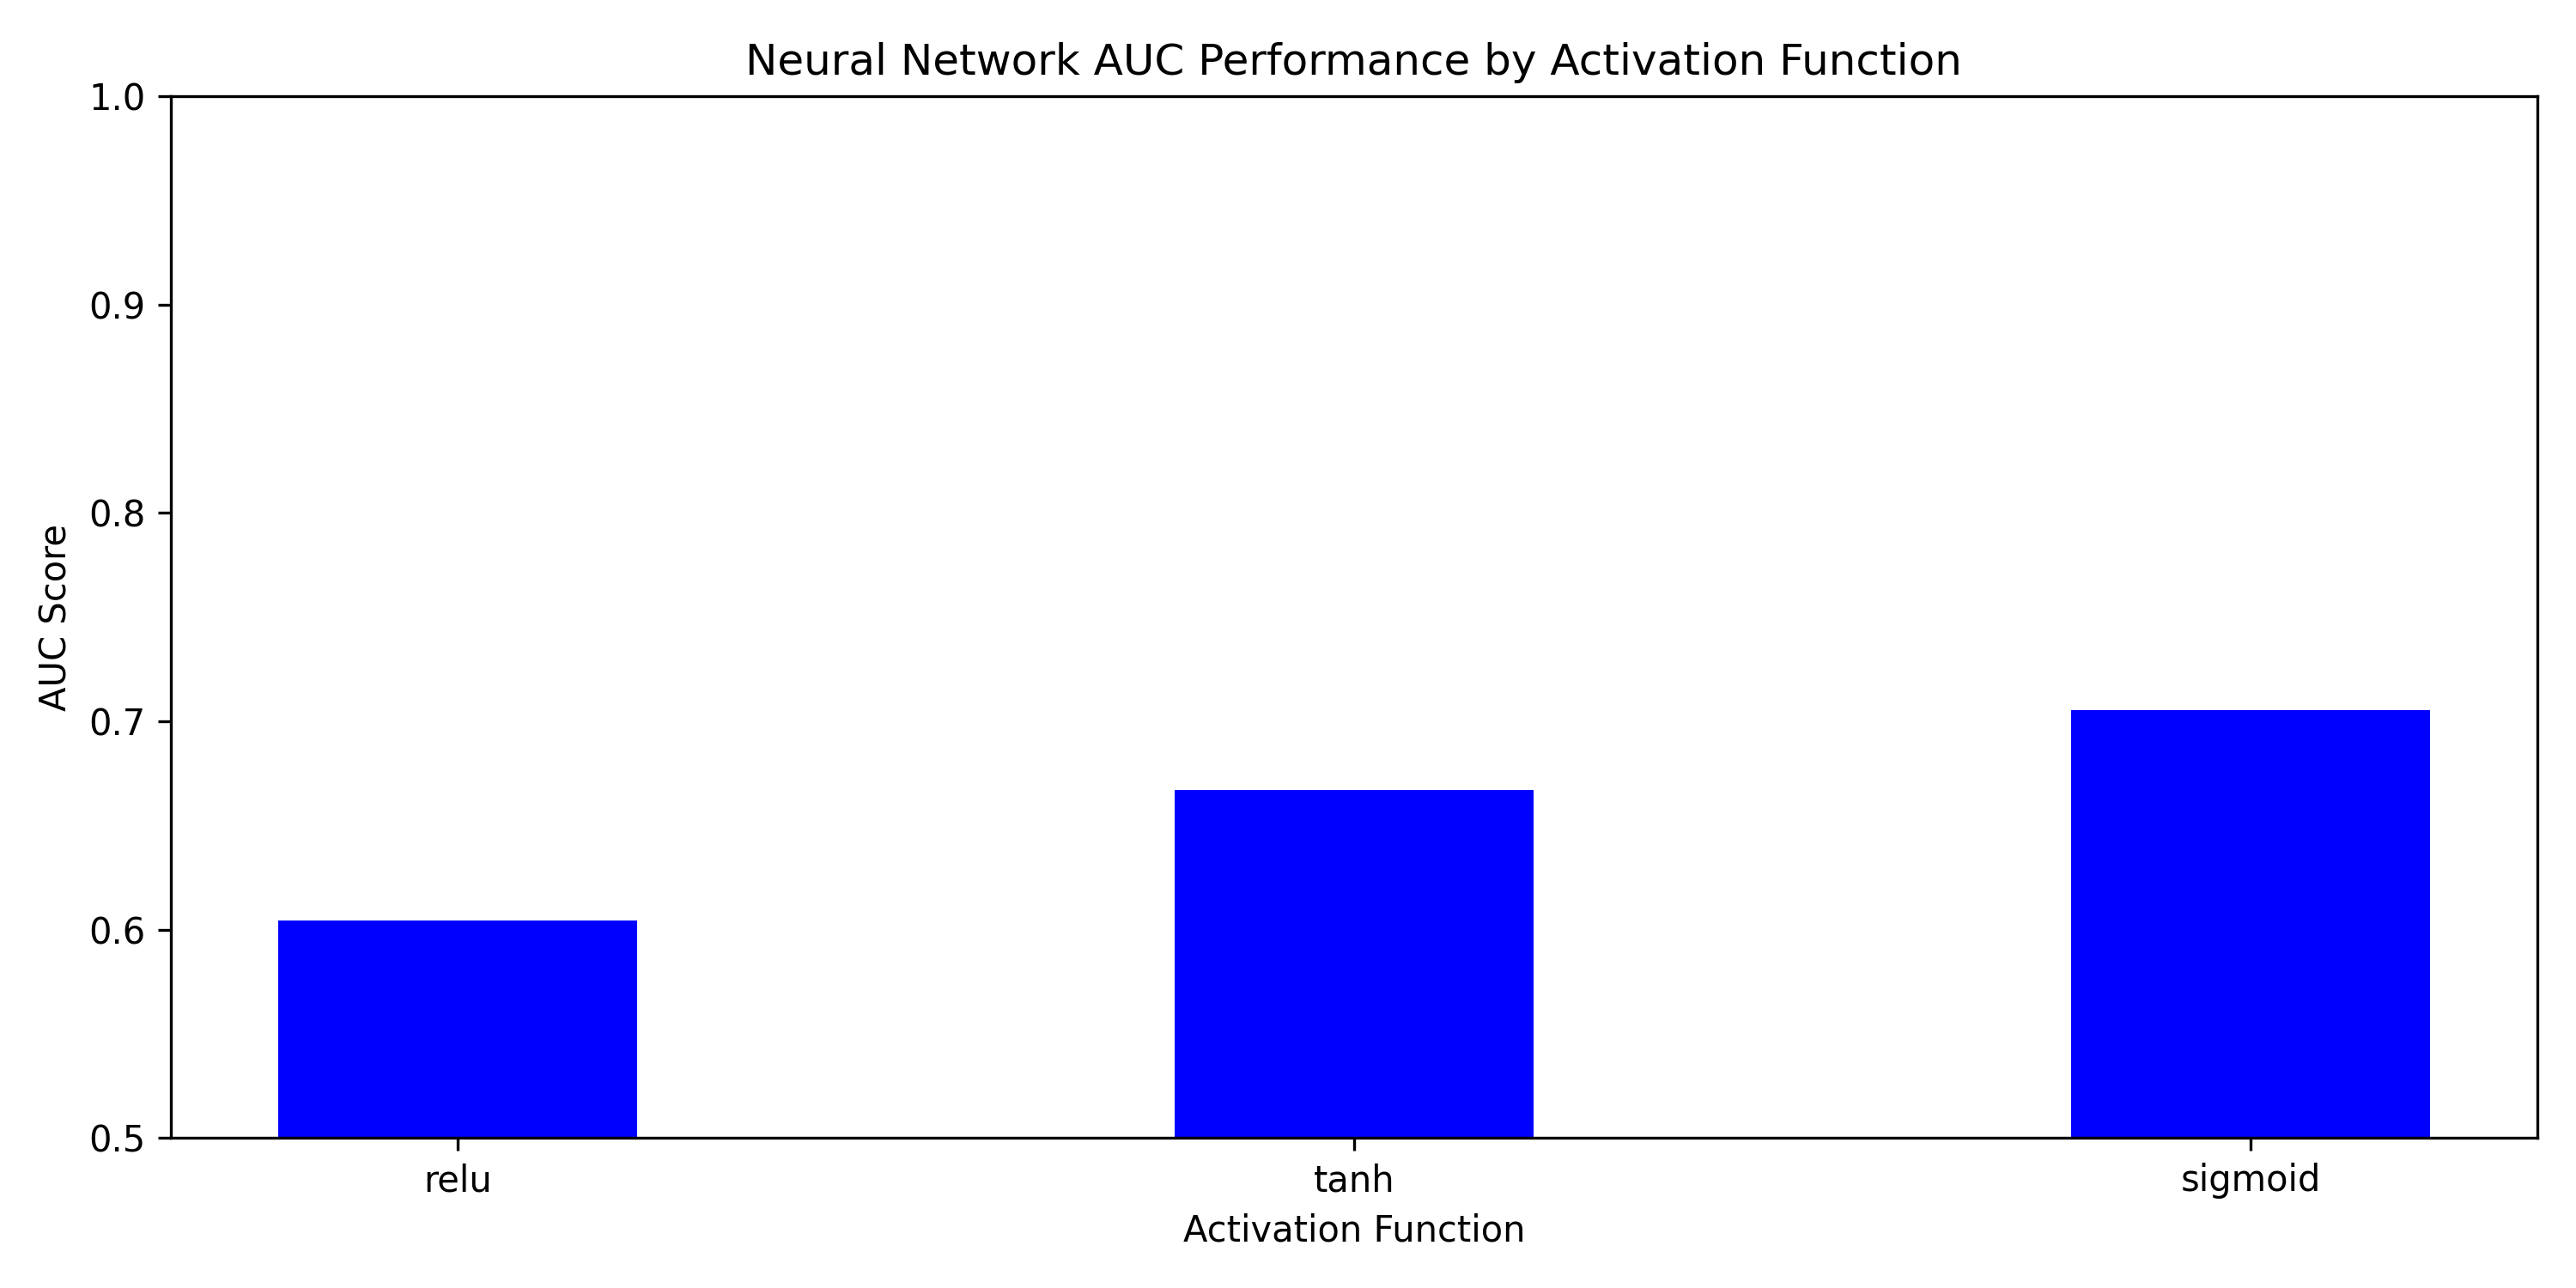 Neural Network AUC Performance by Activation Function
1.0
0.9
0.8
0.7
0.6
0.5
AUC Score
relu
tanh
sigmoid
Activation Function